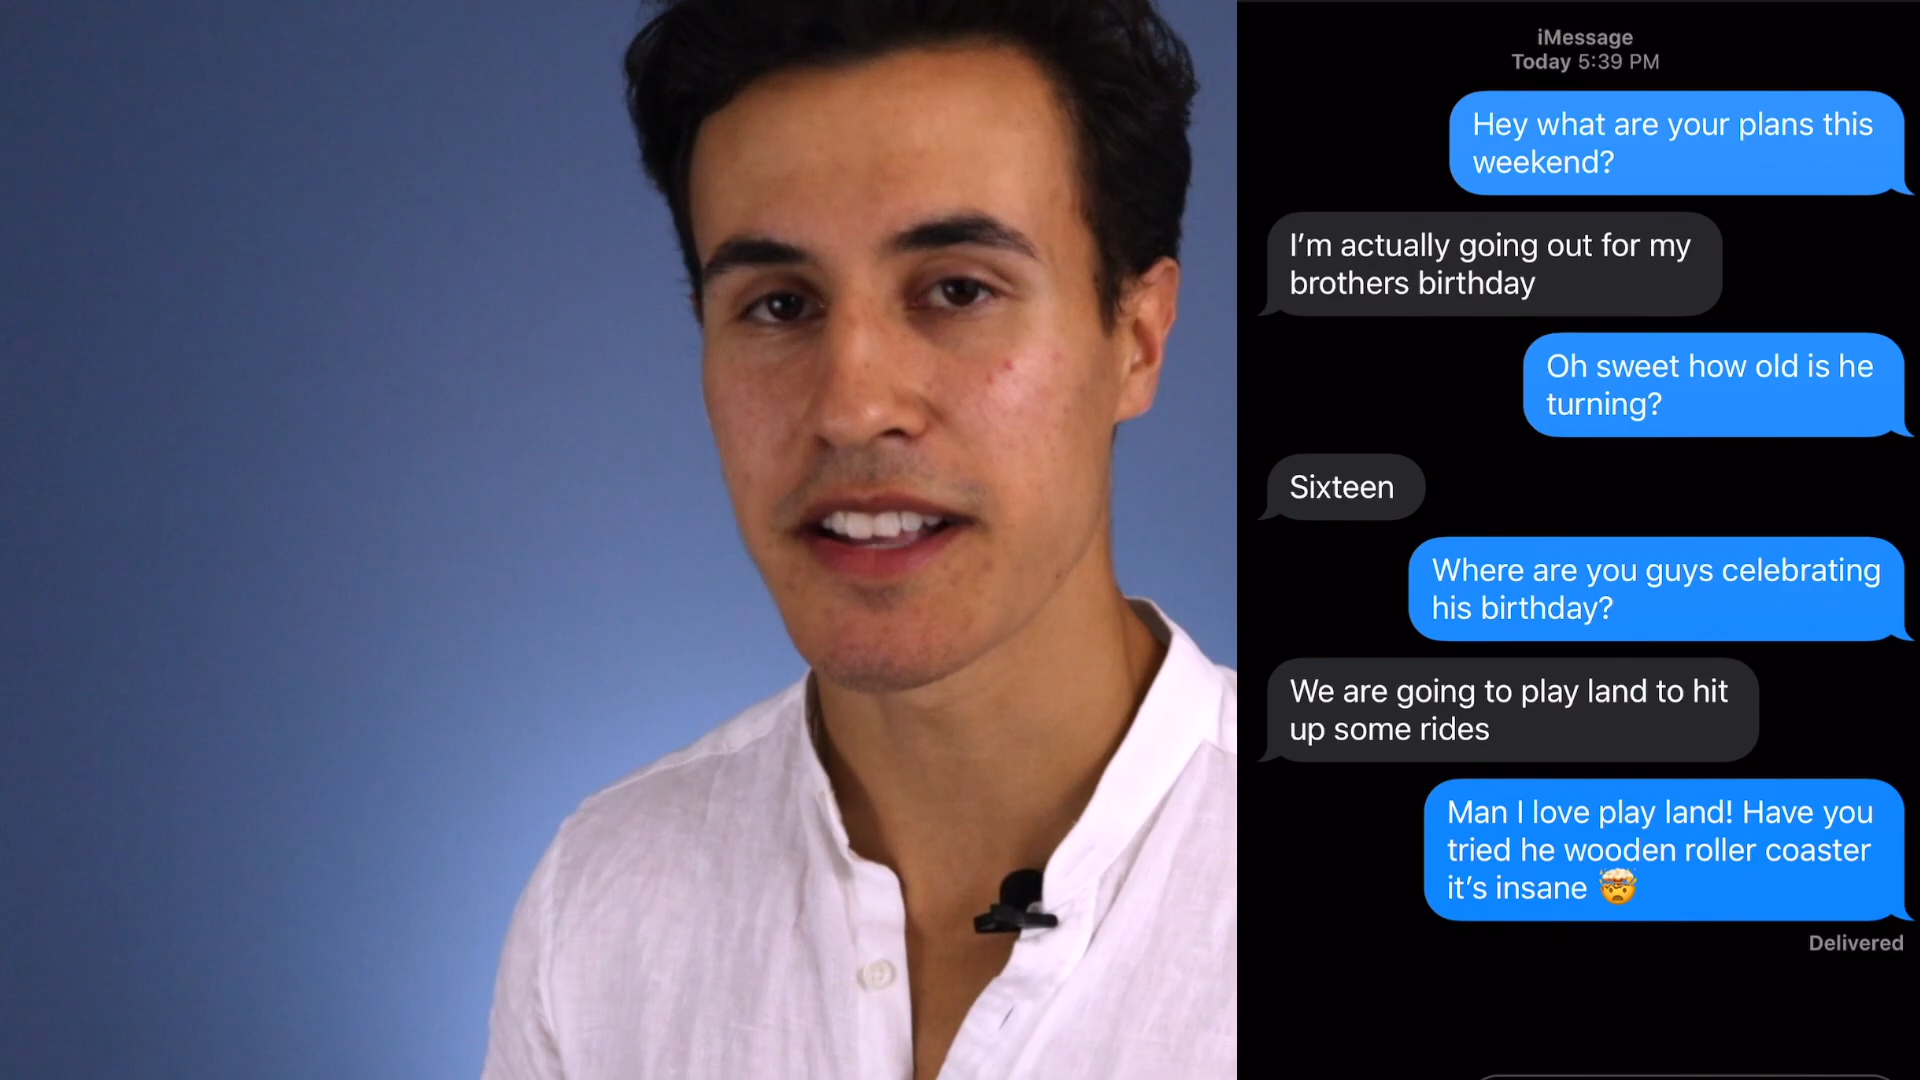 iMessage
Today 5:39 PM
Hey what are your plans this
weekend?
I’m actually going out for my
brothers birthday
Oh sweet how old is he
turning?
Sixteen
Where are you guys celebrating
his birthday?
We are going to play land to hit
up some rides
Man I love play land! Have you
tried he wooden roller coaster
it’s insane 🤯
Delivered